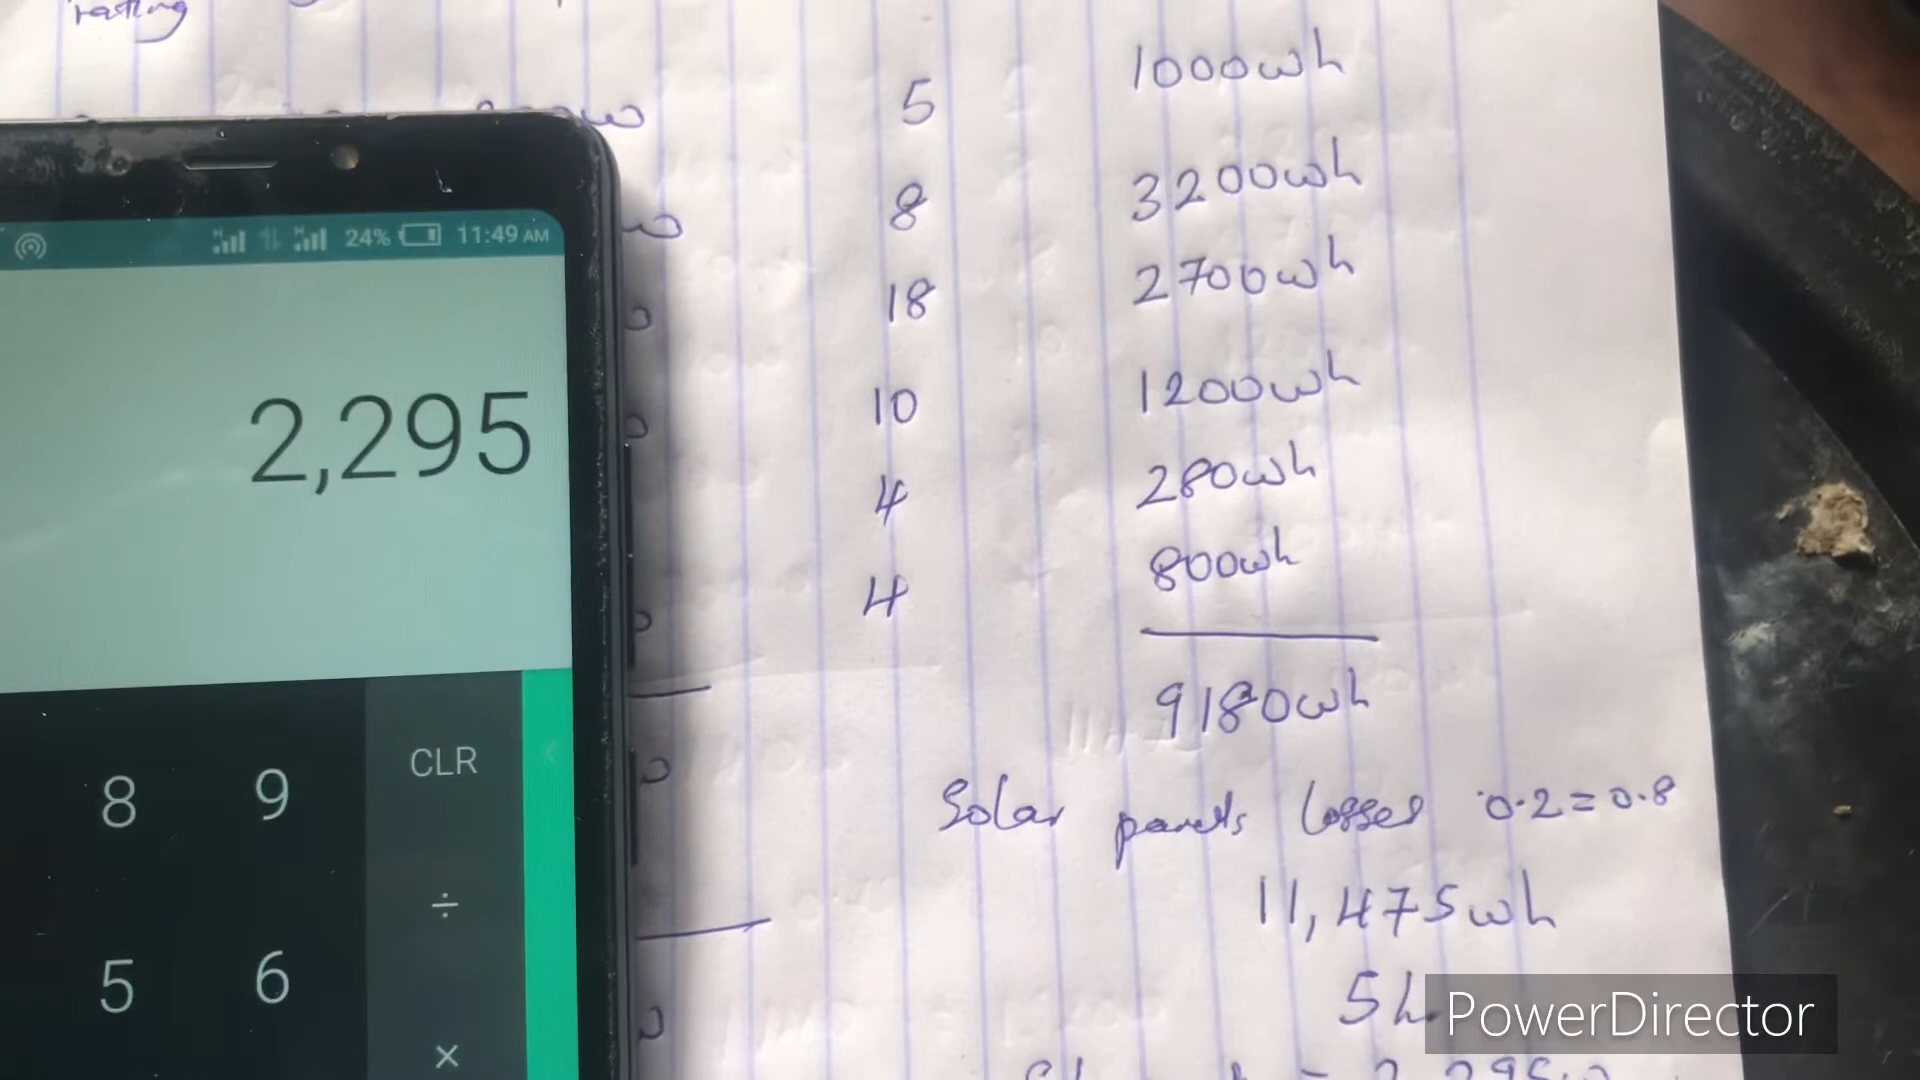 rating
5 1000wh
8 3200wh
18 2700wh
10 1200wh
4 280wh
4 800wh
9180wh
Solar panels losses 0.2=0.8
11,475wh
5h
24% 11:49 AM
2,295
CLR
8 9
÷
5 6
×
PowerDirector